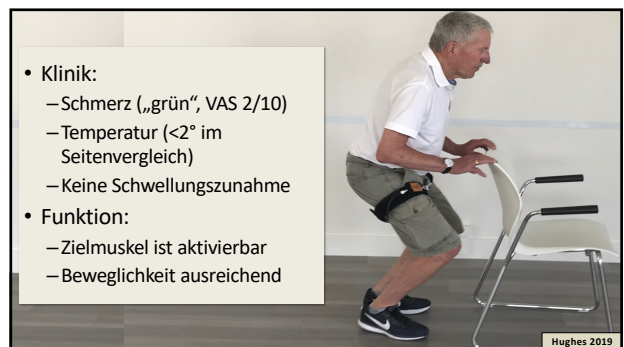 • Klinik:
–Schmerz („grün“, VAS 2/10)
–Temperatur (<2° im
Seitenvergleich)
–Keine Schwellungszunahme
• Funktion:
–Zielmuskel ist aktivierbar
–Beweglichkeit ausreichend
Hughes 2019